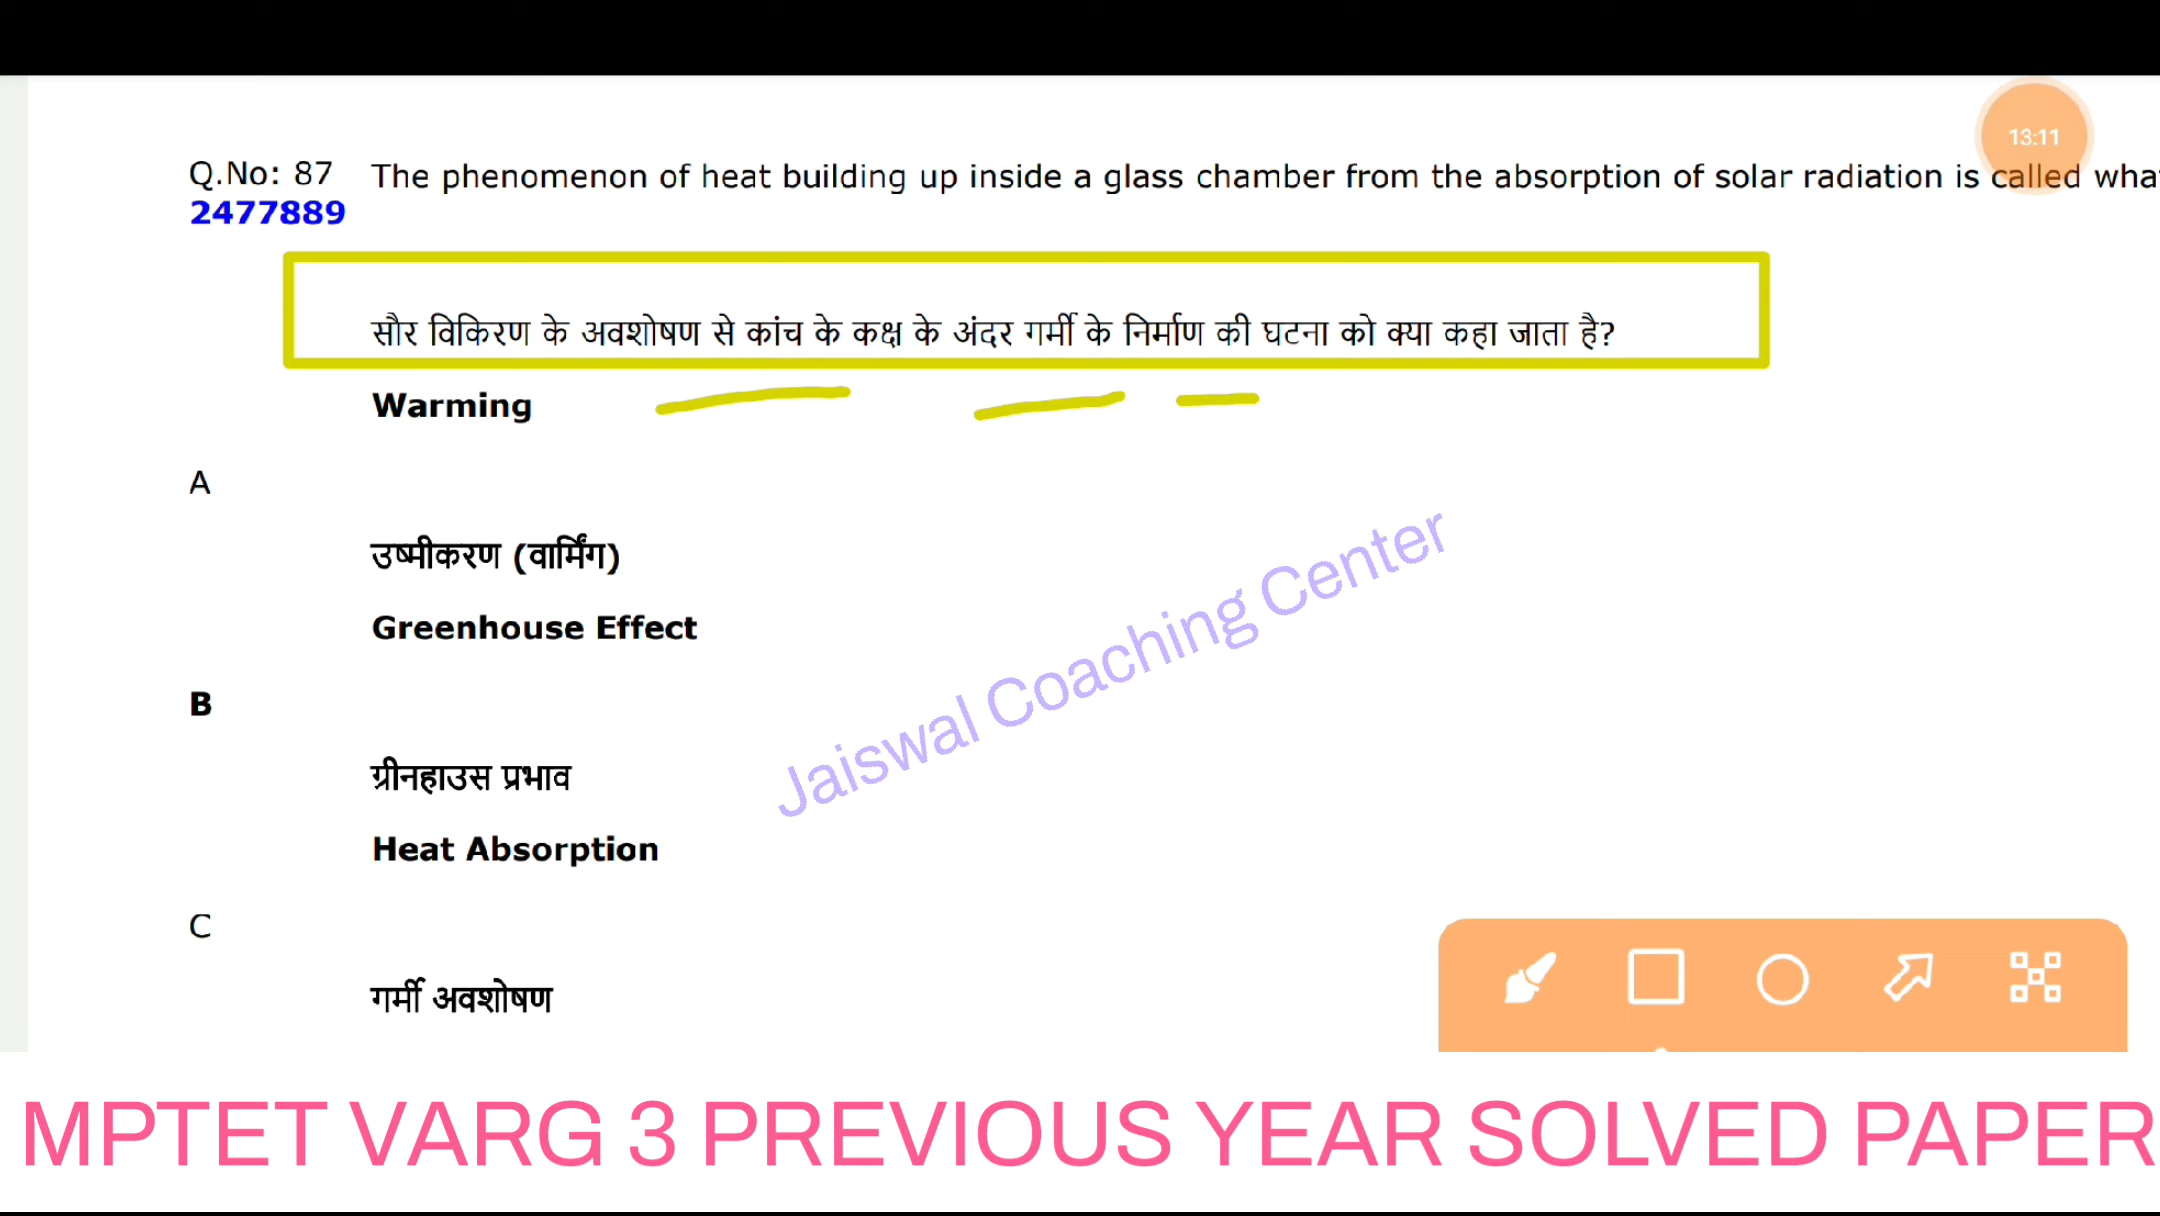 13:11
Q.No: 87 The phenomenon of heat building up inside a glass chamber from the absorption of solar radiation is called wha
2477889
सौर विकिरण के अवशोषण से कांच के कक्ष के अंदर गर्मी के निर्माण की घटना को क्या कहा जाता है?
Warming
A
उष्मीकरण (वार्मिंग)
Greenhouse Effect
B
ग्रीनहाउस प्रभाव
Heat Absorption
C
गर्मी अवशोषण
Jaiswal Coaching Center
MPTET VARG 3 PREVIOUS YEAR SOLVED PAPER